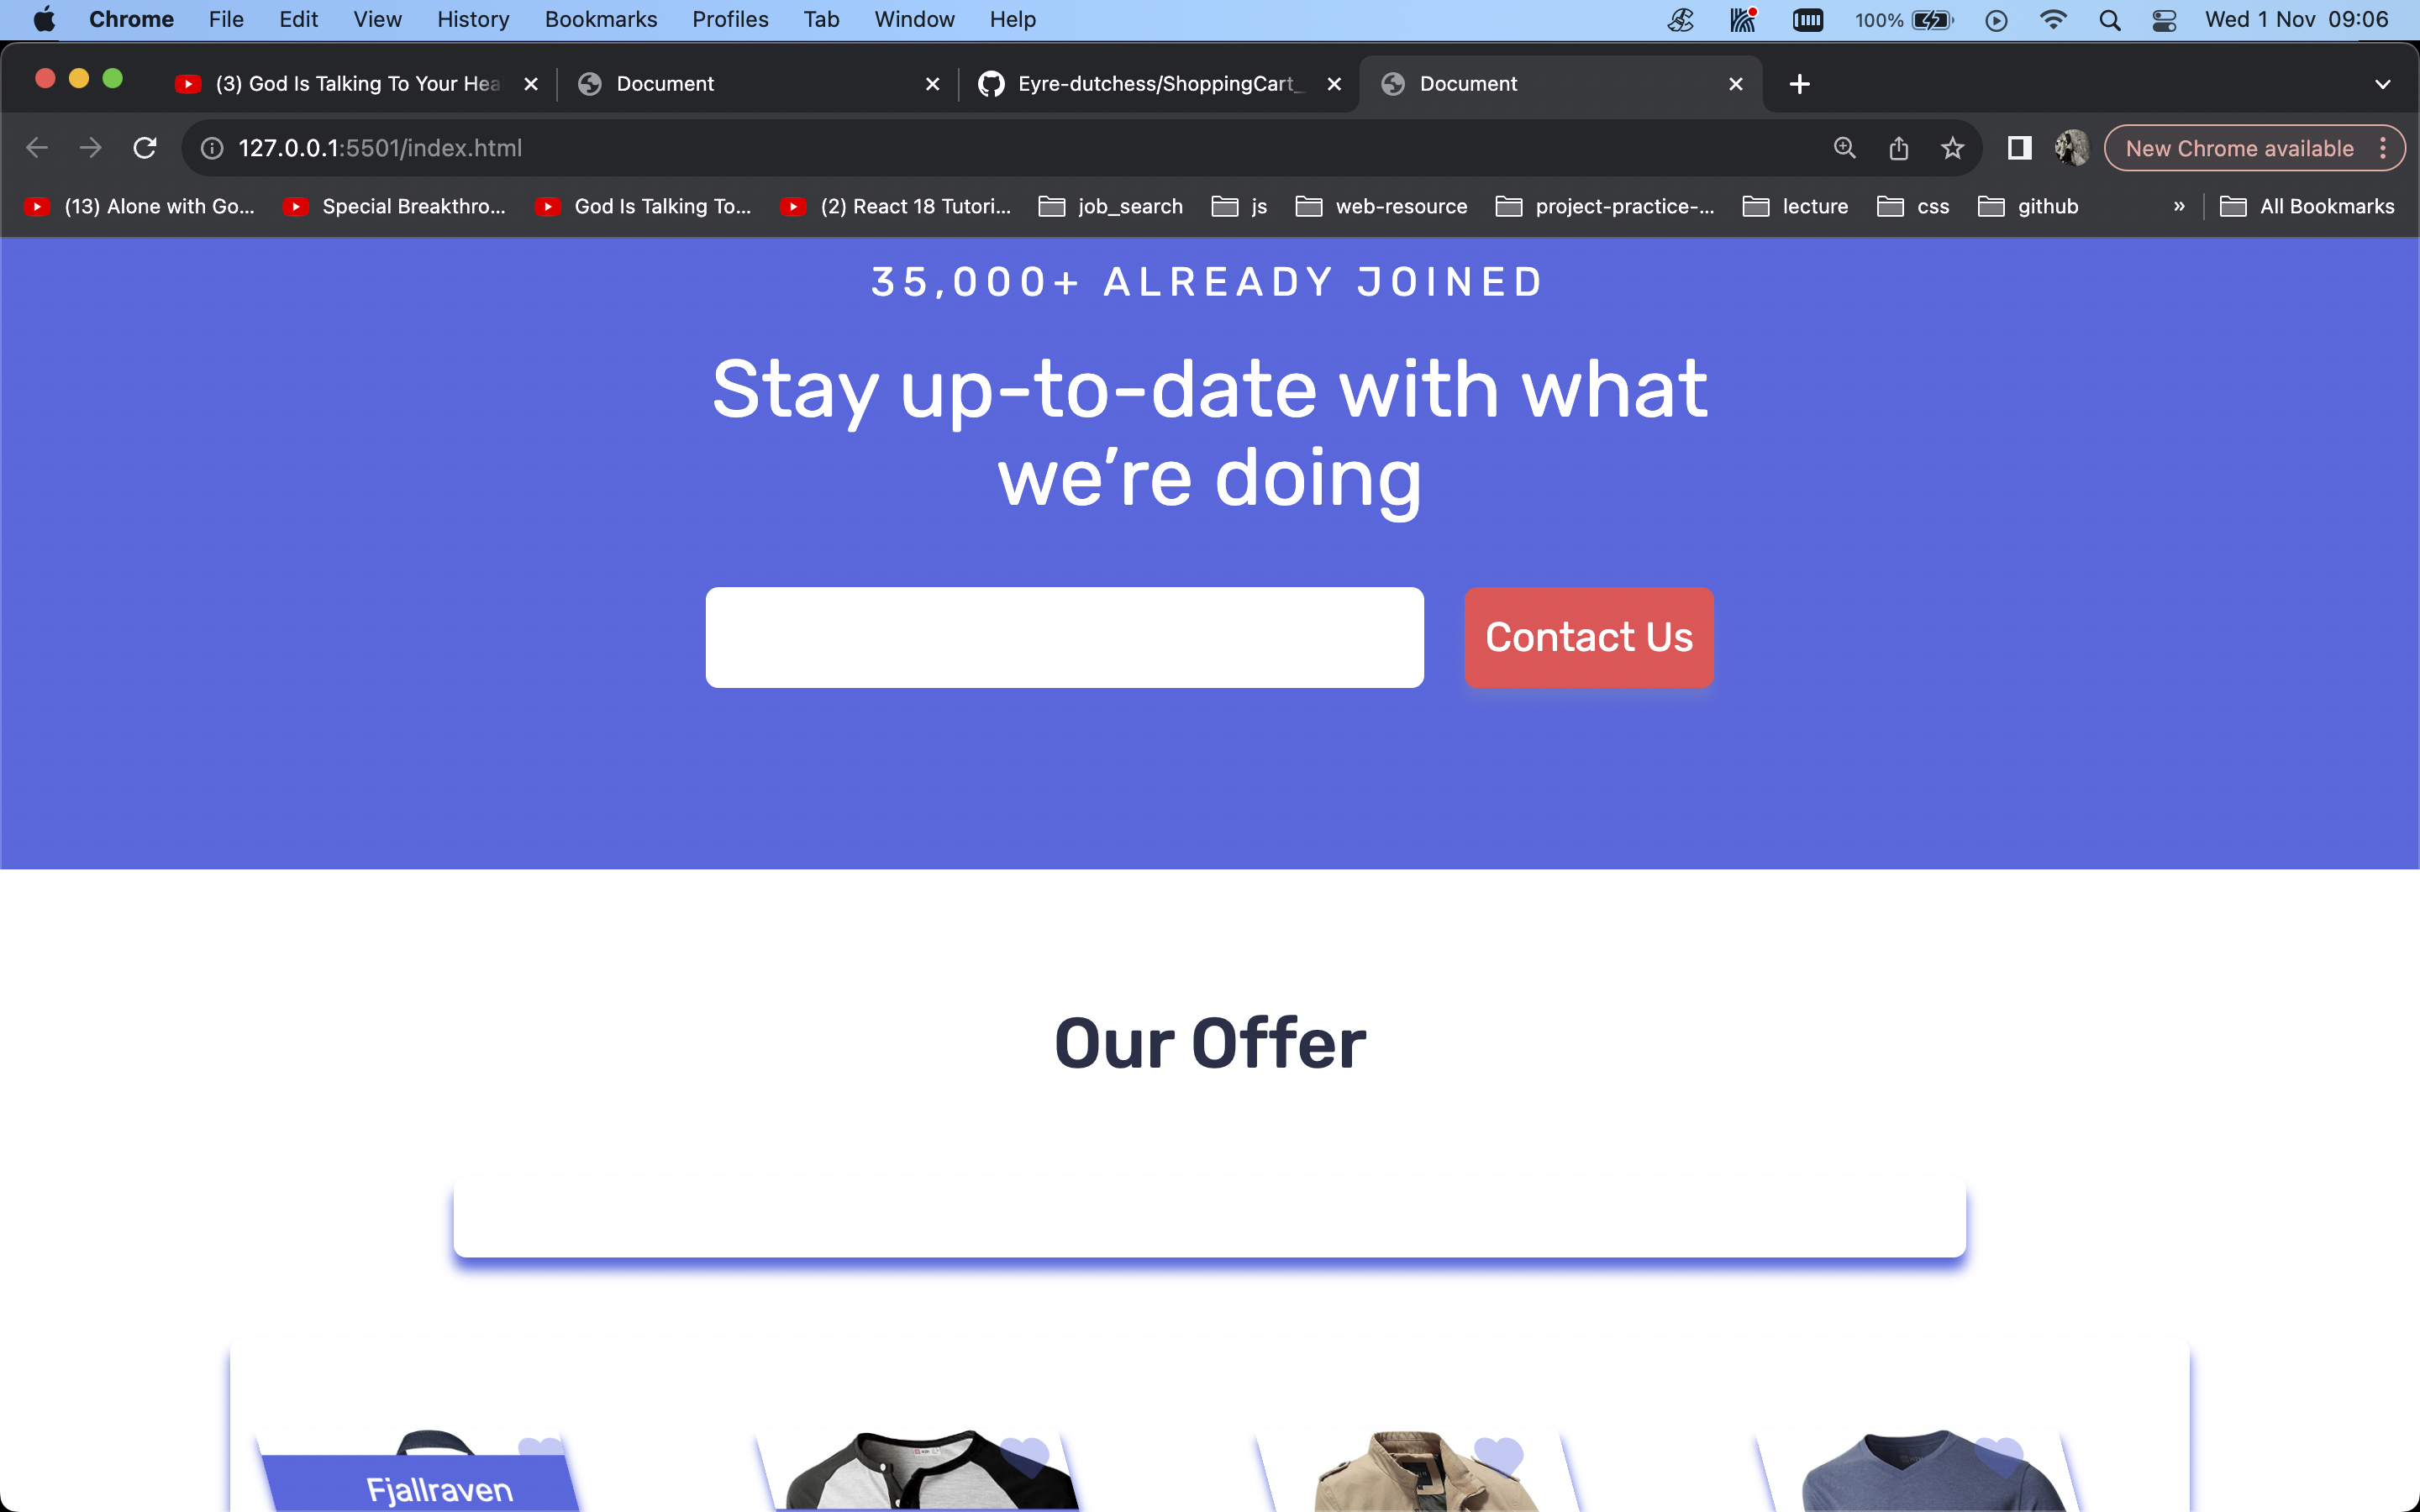 Chrome File Edit View History Bookmarks Profiles Tab Window Help 100% Wed 1 Nov 09:06
(3) God Is Talking To Your Hea Document Eyre-dutchess/ShoppingCart_ Document
127.0.0.1:5501/index.html New Chrome available
(13) Alone with Go... Special Breakthro... God Is Talking To... (2) React 18 Tutori... job_search js web-resource project-practice-... lecture css github » All Bookmarks
35,000+ ALREADY JOINED
Stay up-to-date with what
we’re doing
Contact Us
Our Offer
Fjallraven